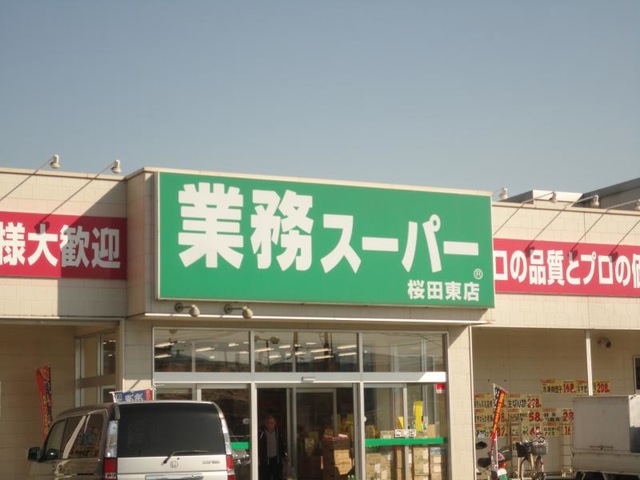 業務スーパー
®
桜田東店
様大歓迎
ロの品質とプロの価